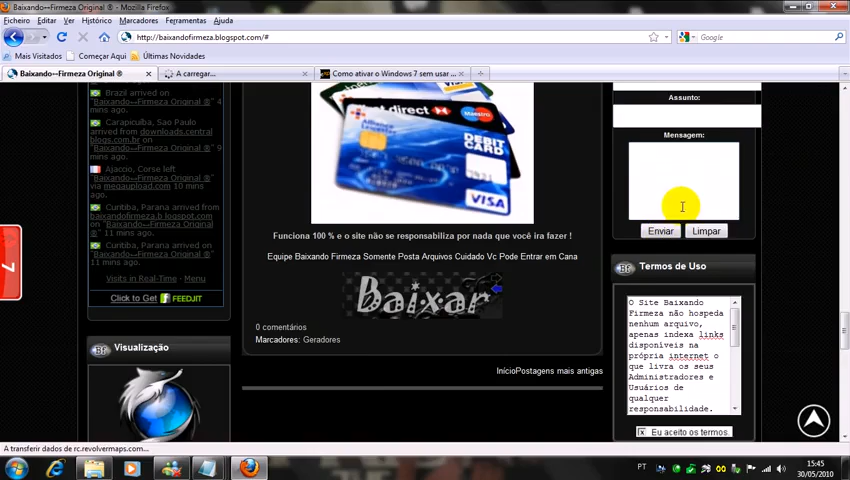 Baixando--Firmeza Original ® - Mozilla Firefox
Ficheiro Editar Ver Histórico Marcadores Ferramentas Ajuda
http://baixandofirmeza.blogspot.com/#
Google
Mais Visitados Começar Aqui Últimas Novidades
Baixando--Firmeza Original ®
A carregar...
Como ativar o Windows 7 sem usar ...
Brazil arrived on
"Baixando--Firmeza
Original ®" 4
mins ago.
Carapicuíba, Sao Paulo
arrived from downloads.central
blogs.com.br on
"Baixando--Firmeza
Original ®" 9
mins ago.
Ajaccio, Corse left
"Baixando--Firmeza
Original ®"
via megaupload.com 10 mins
ago.
Curitiba, Parana arrived from
baixandofirmeza.b logspot.com
on "Baixando--Firmeza
Original ®"
11 mins ago.
Curitiba, Parana arrived on
"Baixando--Firmeza
Original ®"
11 mins ago.
Visits in Real-Time - Menu
Click to Get FEEDJIT
Bf Visualização
7
direct
Maestro
Alliance
Leicester
DEBIT
CARD
VISA
Funciona 100 % e o site não se responsabiliza por nada que você ira fazer !
Equipe Baixando Firmeza Somente Posta Arquivos Cuidado Vc Pode Entrar em Cana
Baixar
0 comentários
Marcadores: Geradores
InícioPostagens mais antigas
Assunto:
Mensagem:
Enviar Limpar
Bf Termos de Uso
O Site Baixando
Firmeza não hospeda
nenhum arquivo,
apenas indexa links
disponíveis na
própria internet o
que livra os seus
Administradores e
Usuários de
qualquer
responsabilidade.
x Eu aceito os termos.
A transferir dados de rc.revolvermaps.com...
PT
15:45
30/05/2010